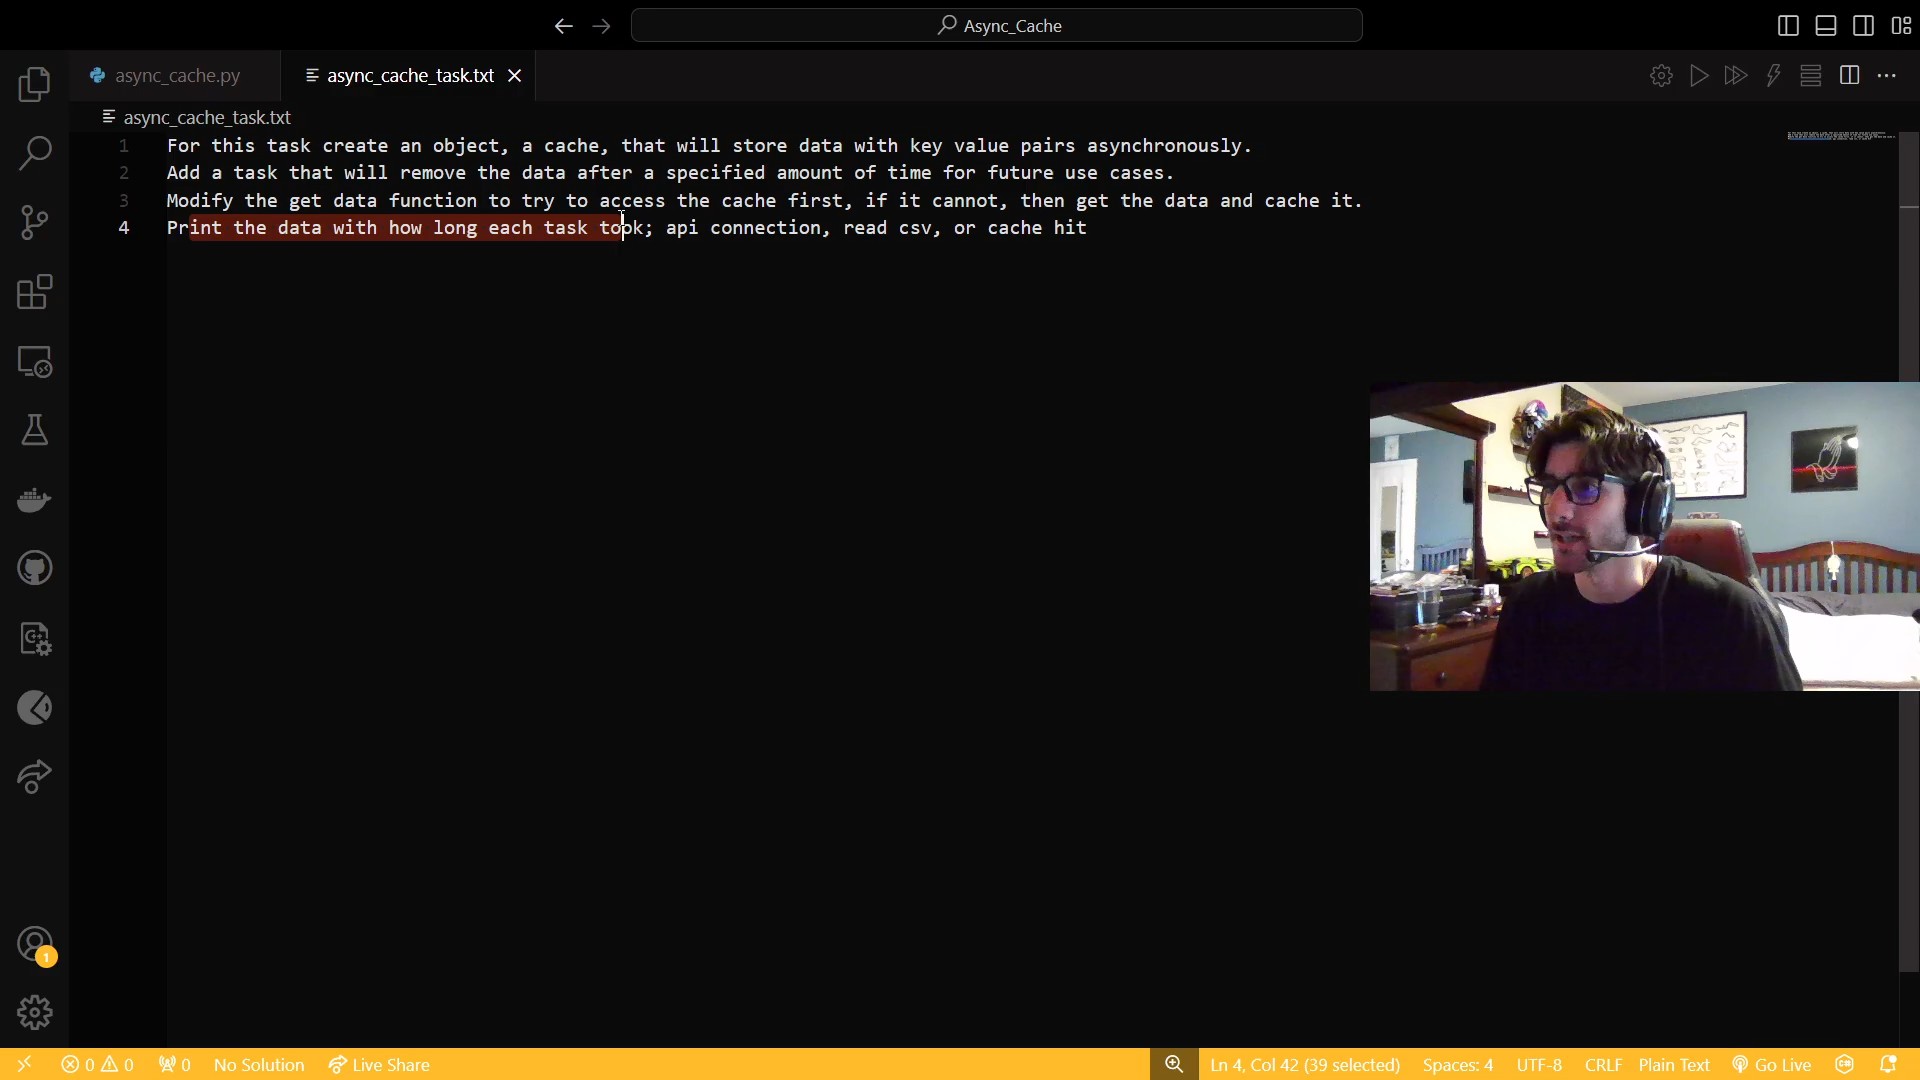 Async_Cache
async_cache.py
async_cache_task.txt
async_cache_task.txt
1 For this task create an object, a cache, that will store data with key value pairs asynchronously.
2 Add a task that will remove the data after a specified amount of time for future use cases.
3 Modify the get data function to try to access the cache first, if it cannot, then get the data and cache it.
4 Print the data with how long each task took; api connection, read csv, or cache hit
1
0 0 0 No Solution Live Share Ln 4, Col 42 (39 selected) Spaces: 4 UTF-8 CRLF Plain Text Go Live